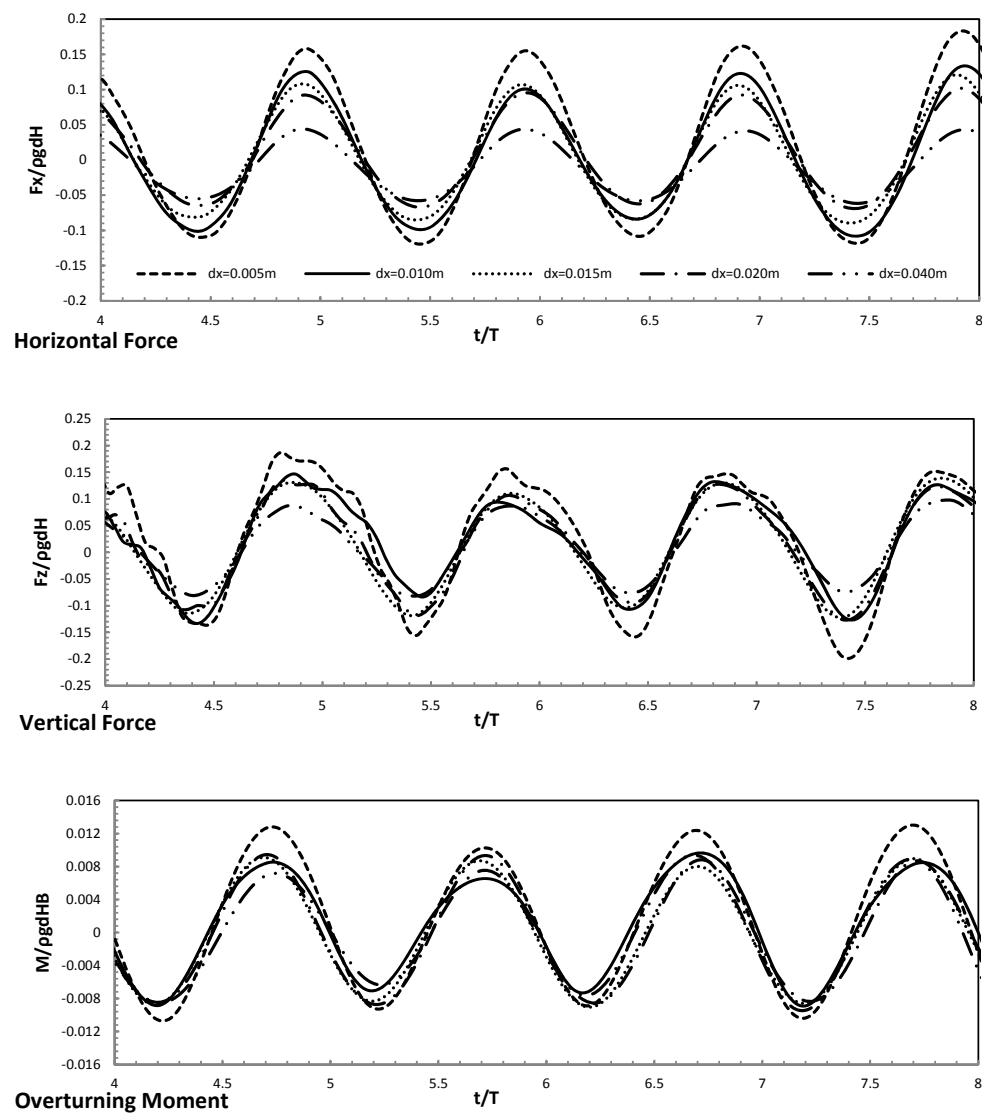 0.2
0.15
0.1
0.05
0
-0.05
-0.1
-0.15
-0.2
Fx/ρgdH
dx=0.005m dx=0.010m dx=0.015m dx=0.020m dx=0.040m
4 4.5 5 5.5 6 6.5 7 7.5 8
t/T
Horizontal Force
0.25
0.2
0.15
0.1
0.05
0
-0.05
-0.1
-0.15
-0.2
-0.25
Fz/ρgdH
4 4.5 5 5.5 6 6.5 7 7.5 8
t/T
Vertical Force
0.016
0.012
0.008
0.004
0
-0.004
-0.008
-0.012
-0.016
M/ρgdHB
4 4.5 5 5.5 6 6.5 7 7.5 8
t/T
Overturning Moment